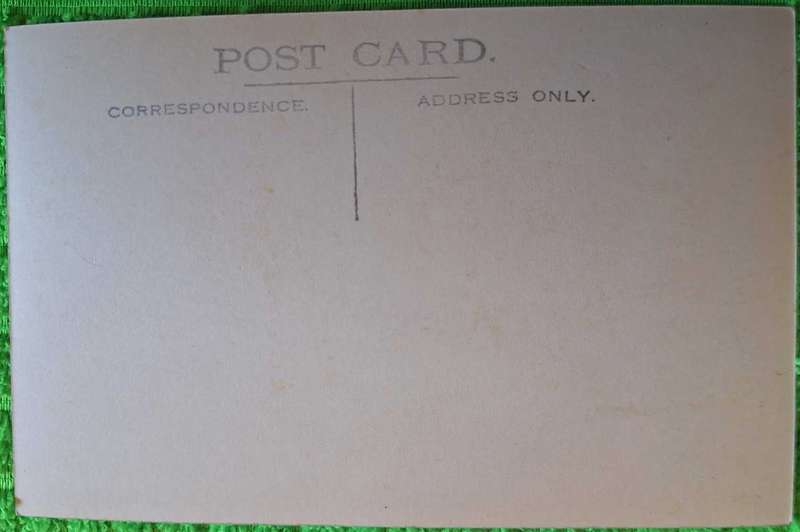 POST CARD.
CORRESPONDENCE.
ADDRESS ONLY.